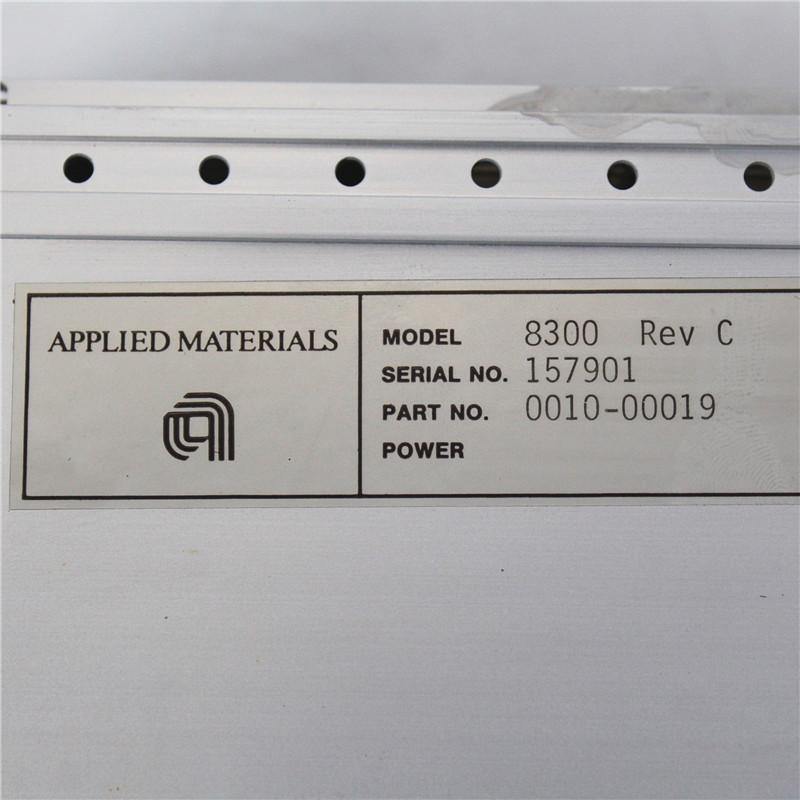 APPLIED MATERIALS
MODEL 8300 Rev C
SERIAL NO. 157901
PART NO. 0010-00019
POWER